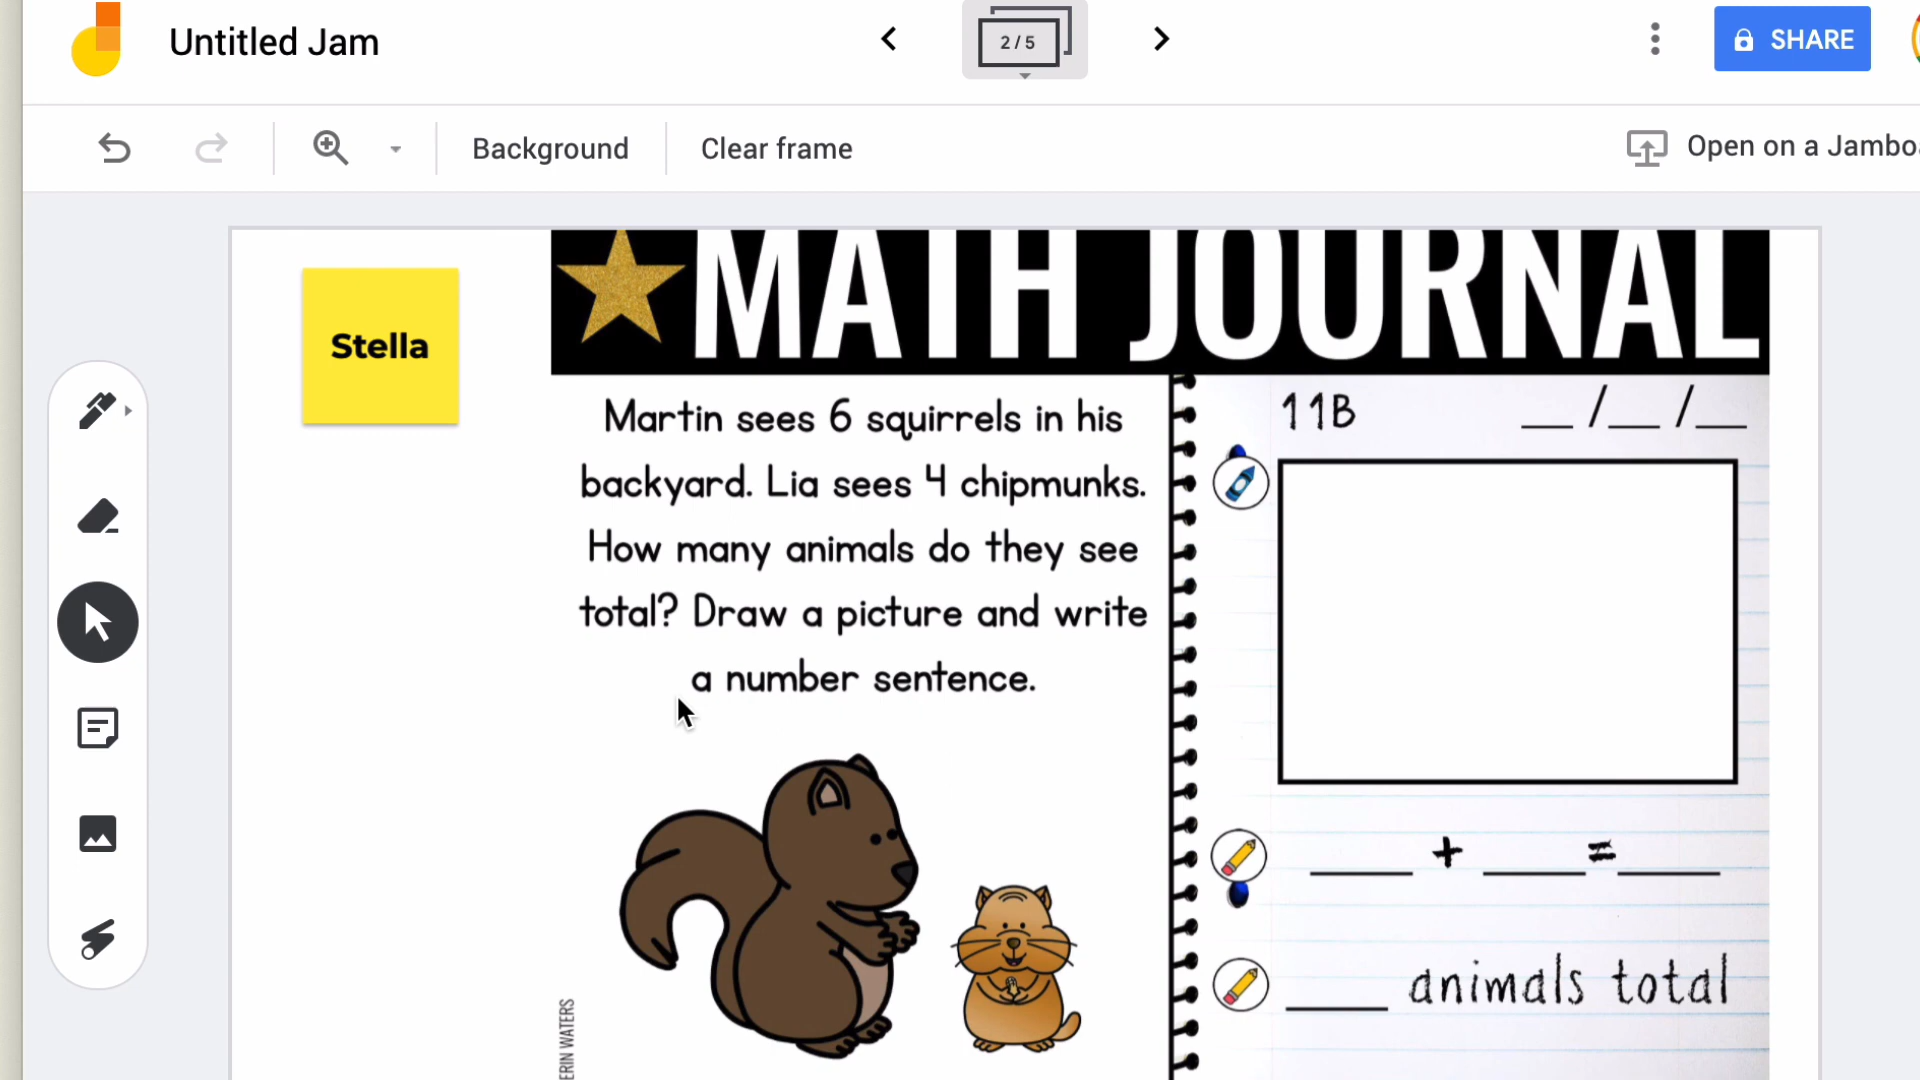 Untitled Jam
2 / 5
SHARE
Background
Clear frame
Open on a Jambo
Stella
MATH JOURNAL
Martin sees 6 squirrels in his
backyard. Lia sees 4 chipmunks.
How many animals do they see
total? Draw a picture and write
a number sentence.
11B __/__/__
___ + ___ = ___
___ animals total
ERIN WATERS